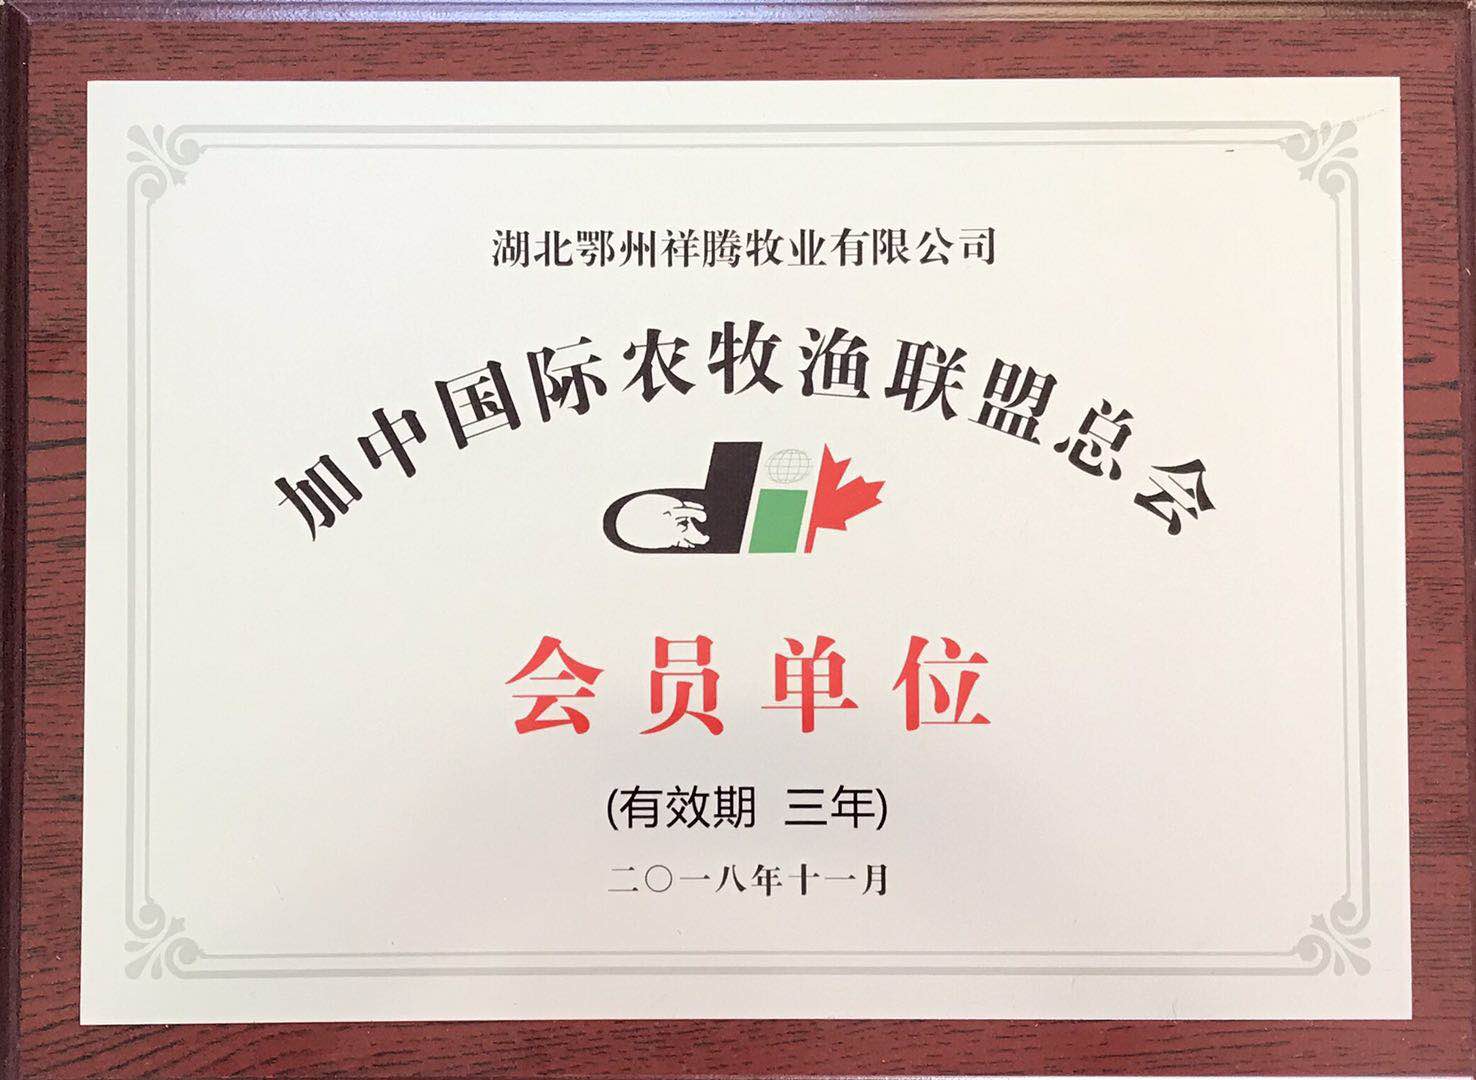 湖北鄂州祥腾牧业有限公司
加中国际农牧渔联盟总会
会员单位
(有效期 三年)
二〇一八年十一月